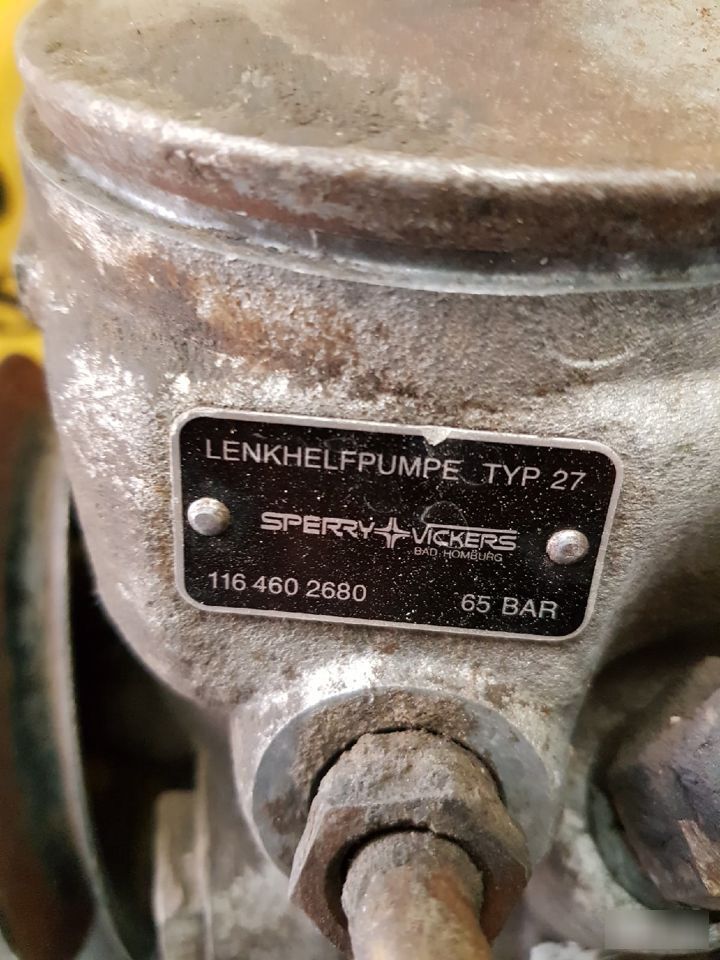 LENKHELFPUMPE TYP 27
SPERRY VICKERS
BAD HOMBURG
116 460 2680 65 BAR